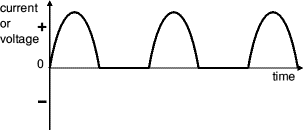 current
or
voltage
+
0
time
−